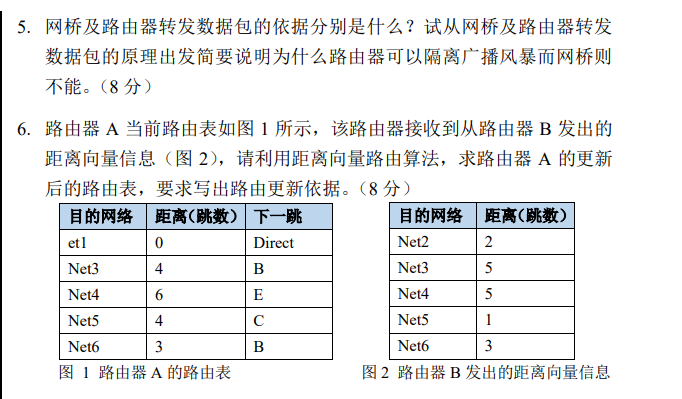 5. 网桥及路由器转发数据包的依据分别是什么？试从网桥及路由器转发
数据包的原理出发简要说明为什么路由器可以隔离广播风暴而网桥则
不能。（8 分）
6. 路由器 A 当前路由表如图 1 所示，该路由器接收到从路由器 B 发出的
距离向量信息（图 2），请利用距离向量路由算法，求路由器 A 的更新
后的路由表，要求写出路由更新依据。（8 分）
目的网络 距离（跳数） 下一跳
et1 0 Direct
Net3 4 B
Net4 6 E
Net5 4 C
Net6 3 B
图 1 路由器 A 的路由表
目的网络 距离（跳数）
Net2 2
Net3 5
Net4 5
Net5 1
Net6 3
图 2 路由器 B 发出的距离向量信息